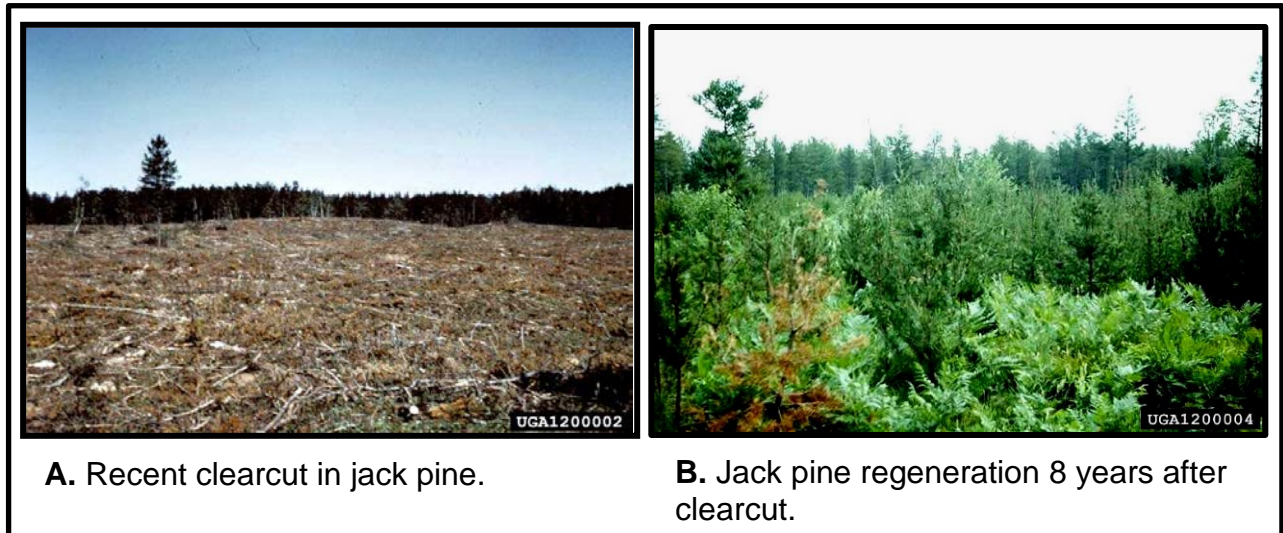 UGA1200002
UGA1200004
A. Recent clearcut in jack pine.
B. Jack pine regeneration 8 years after
clearcut.